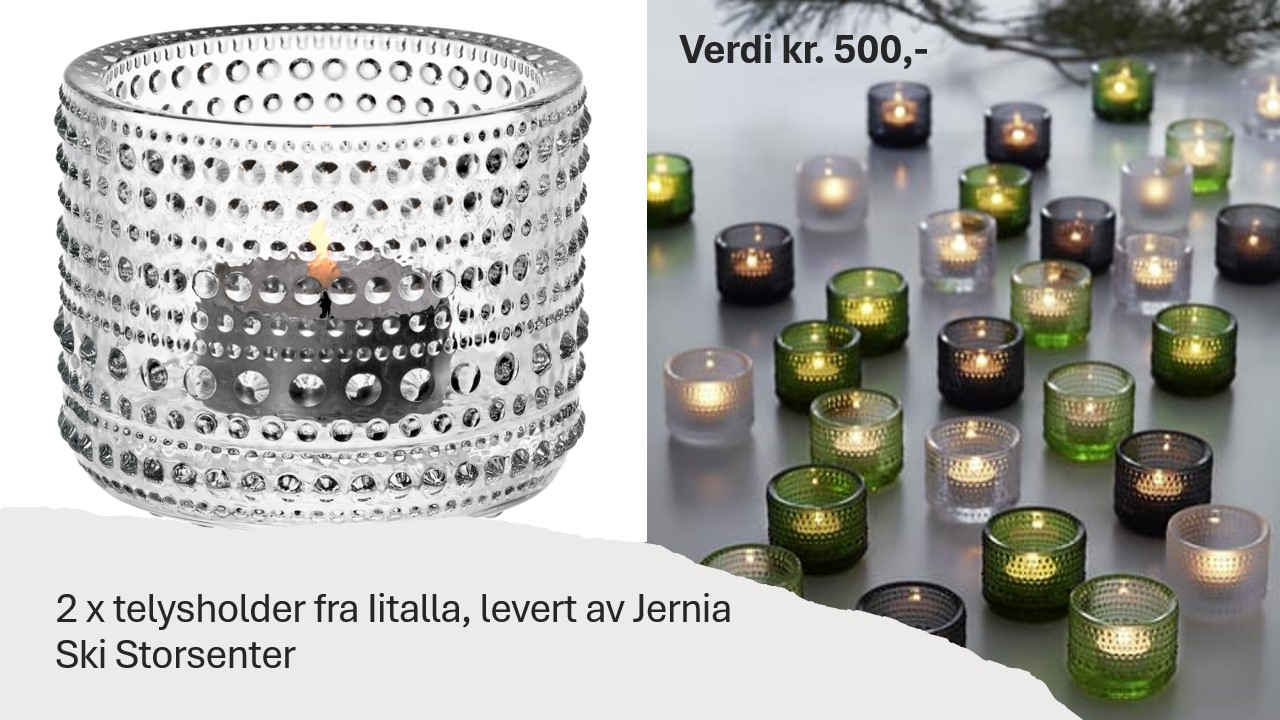 Verdi kr. 500,-
2 x telysholder fra Iitalla, levert av Jernia
Ski Storsenter